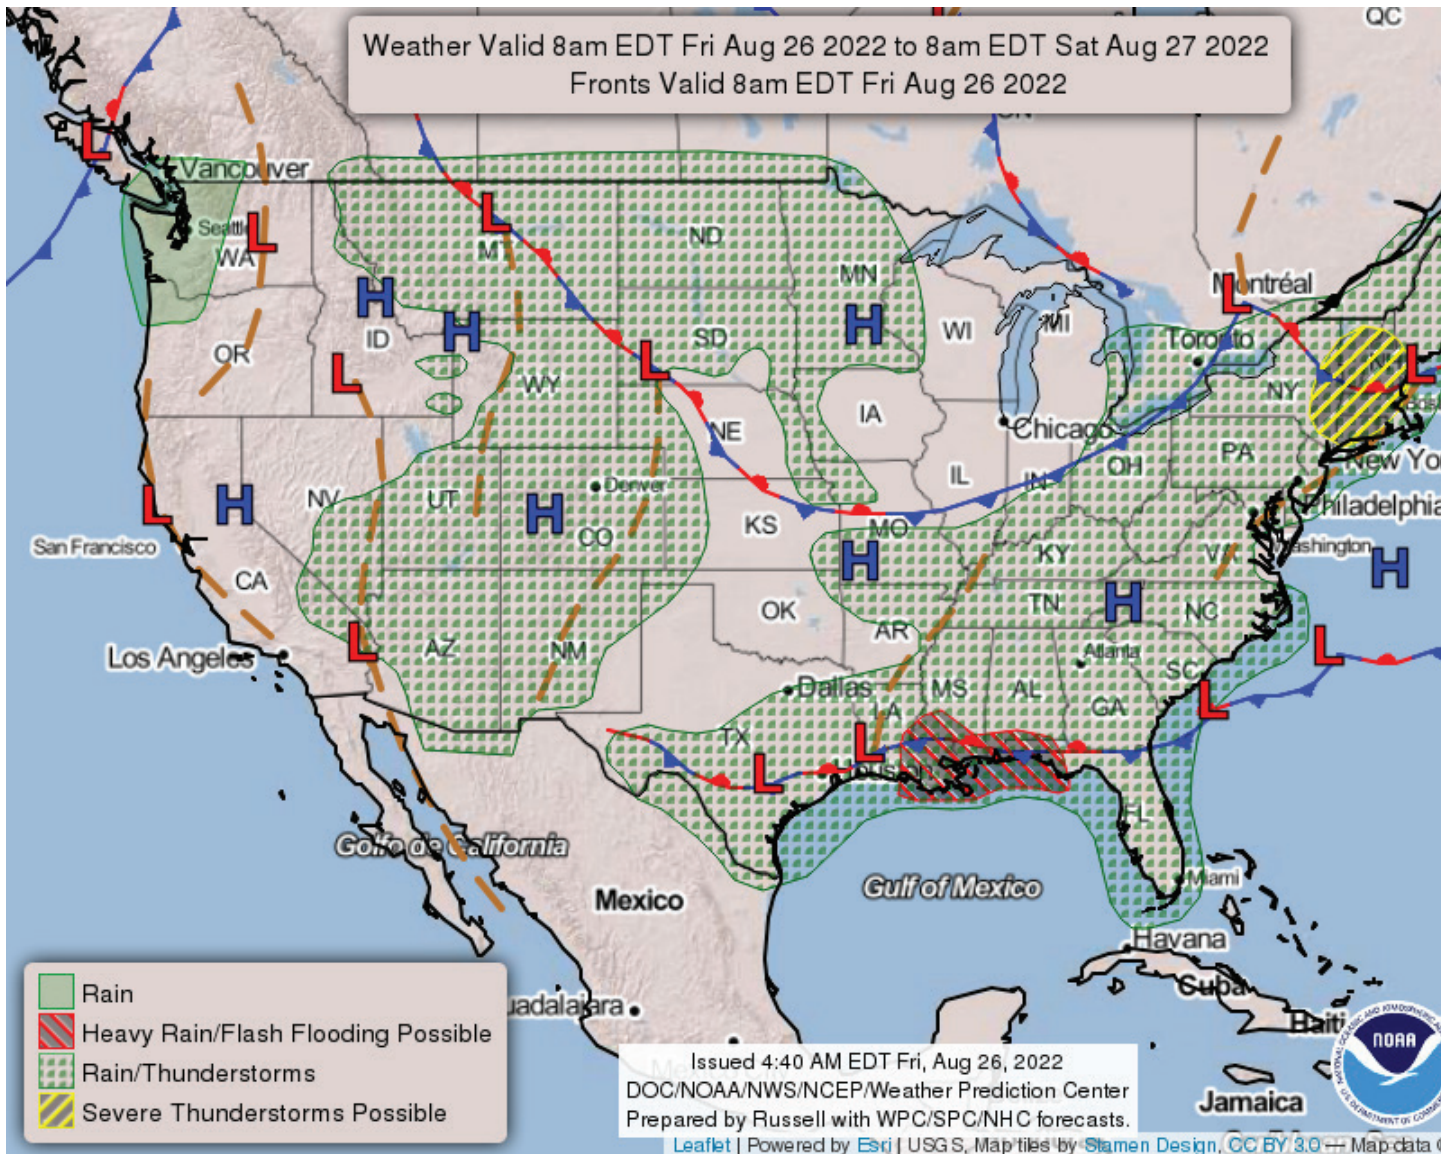 Weather Valid 8am EDT Fri Aug 26 2022 to 8am EDT Sat Aug 27 2022
Fronts Valid 8am EDT Fri Aug 26 2022
QC
ON
L
Vancouver
Seattle
WA
L
L
MT
ND
MN
H
H
H
ID
OR
L
WY
SD
L
WI
MI
Montréal
L
Toronto
NY
L
IA
NE
Chicago
IL
IN
OH
PA
New Yo
Philadelphia
Washington
H
NV
H
UT
Denver
H
CO
KS
MO
H
KY
VA
H
L
San Francisco
CA
OK
TN
H
NC
AR
Atlanta
SC
L
Los Angeles
L
AZ
NM
Dallas
LA
MS
AL
GA
L
TX
L
L
Houston
FL
Golfo de California
Mexico
Gulf of Mexico
Miami
Havana
Cuba
Haiti
uadalajara
Jamaica
Rain
Heavy Rain/Flash Flooding Possible
Rain/Thunderstorms
Severe Thunderstorms Possible
NOAA
Issued 4:40 AM EDT Fri, Aug 26, 2022
DOC/NOAA/NWS/NCEP/Weather Prediction Center
Prepared by Russell with WPC/SPC/NHC forecasts.
Leaflet | Powered by Esri | USGS, Map tiles by Stamen Design, CC BY 3.0 — Map data ©